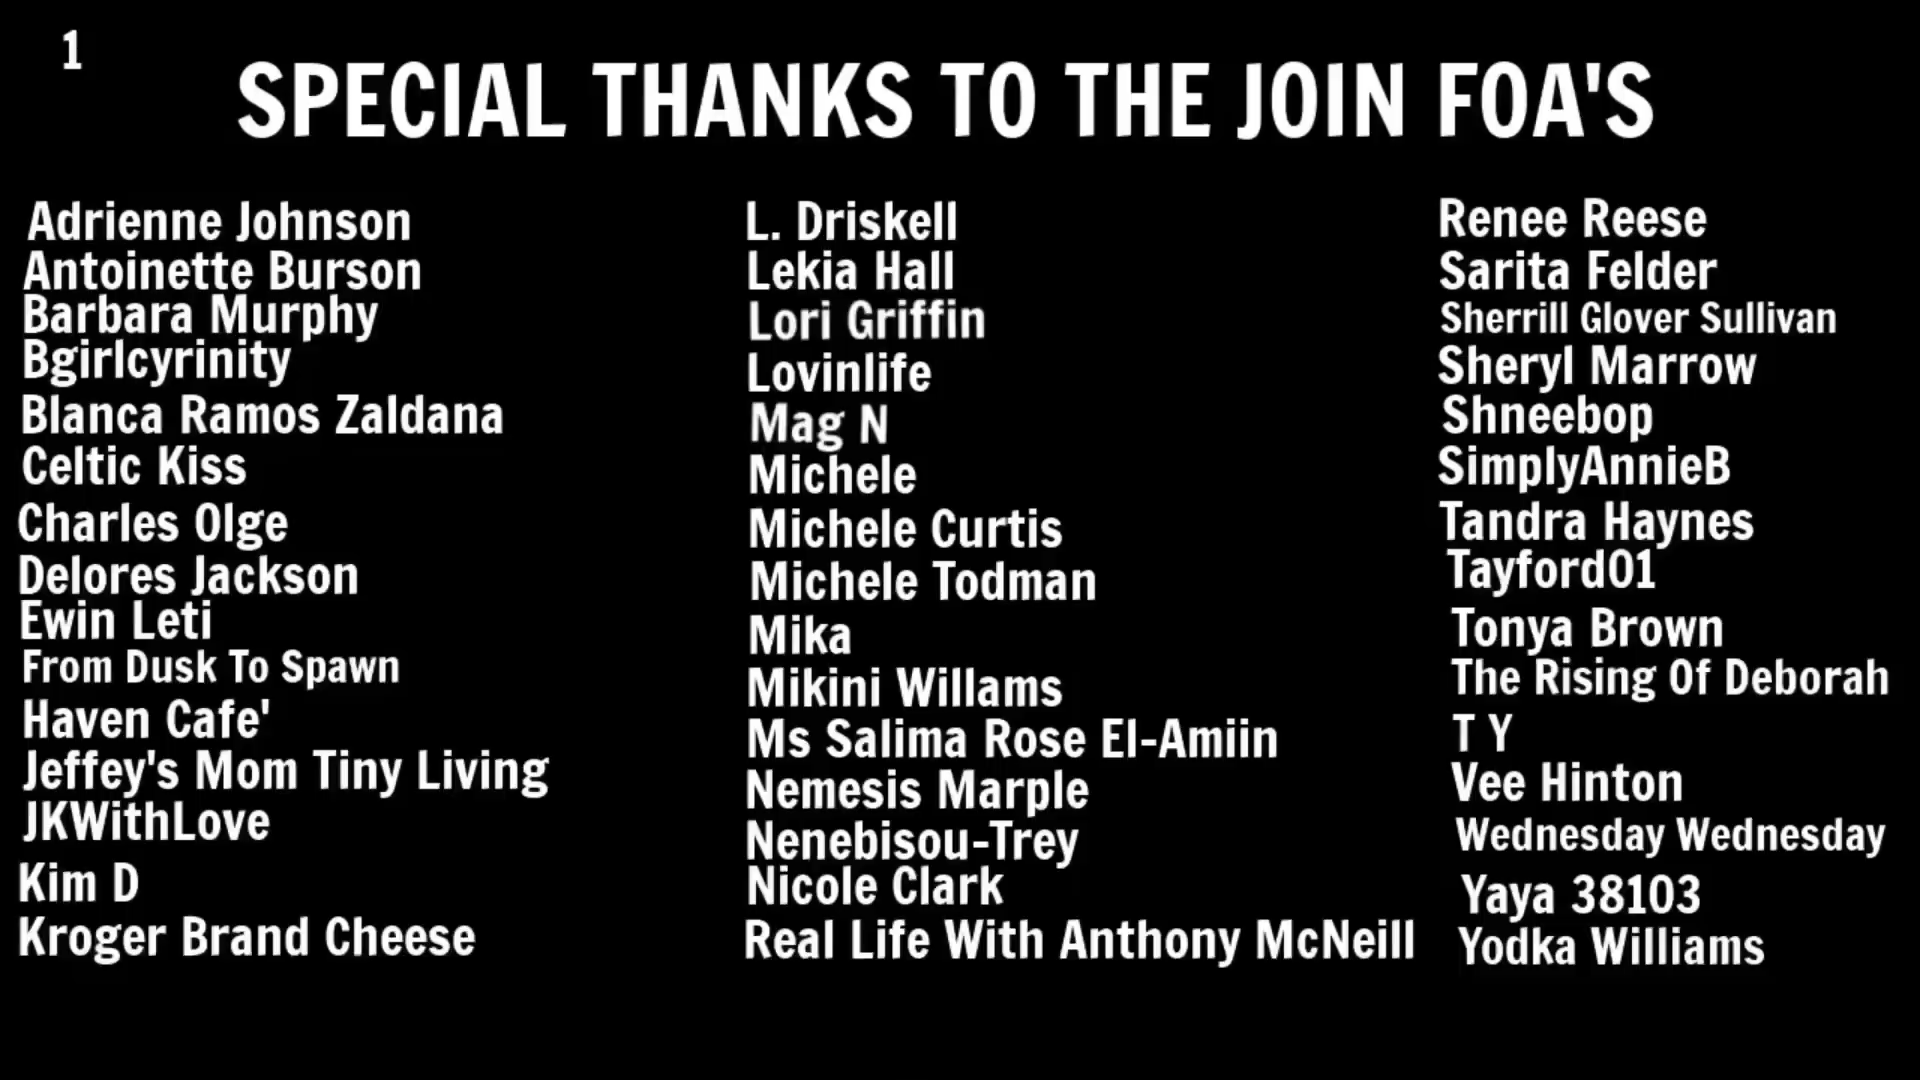 1
SPECIAL THANKS TO THE JOIN FOA'S
Adrienne Johnson
Antoinette Burson
Barbara Murphy
Bgirlcyrinity
Blanca Ramos Zaldana
Celtic Kiss
Charles Olge
Delores Jackson
Ewin Leti
From Dusk To Spawn
Haven Cafe'
Jeffey's Mom Tiny Living
JKWithLove
Kim D
Kroger Brand Cheese
L. Driskell
Lekia Hall
Lori Griffin
Lovinlife
Mag N
Michele
Michele Curtis
Michele Todman
Mika
Mikini Willams
Ms Salima Rose El-Amiin
Nemesis Marple
Nenebisou-Trey
Nicole Clark
Real Life With Anthony McNeill
Renee Reese
Sarita Felder
Sherrill Glover Sullivan
Sheryl Marrow
Shneebop
SimplyAnnieB
Tandra Haynes
Tayford01
Tonya Brown
The Rising Of Deborah
T Y
Vee Hinton
Wednesday Wednesday
Yaya 38103
Yodka Williams